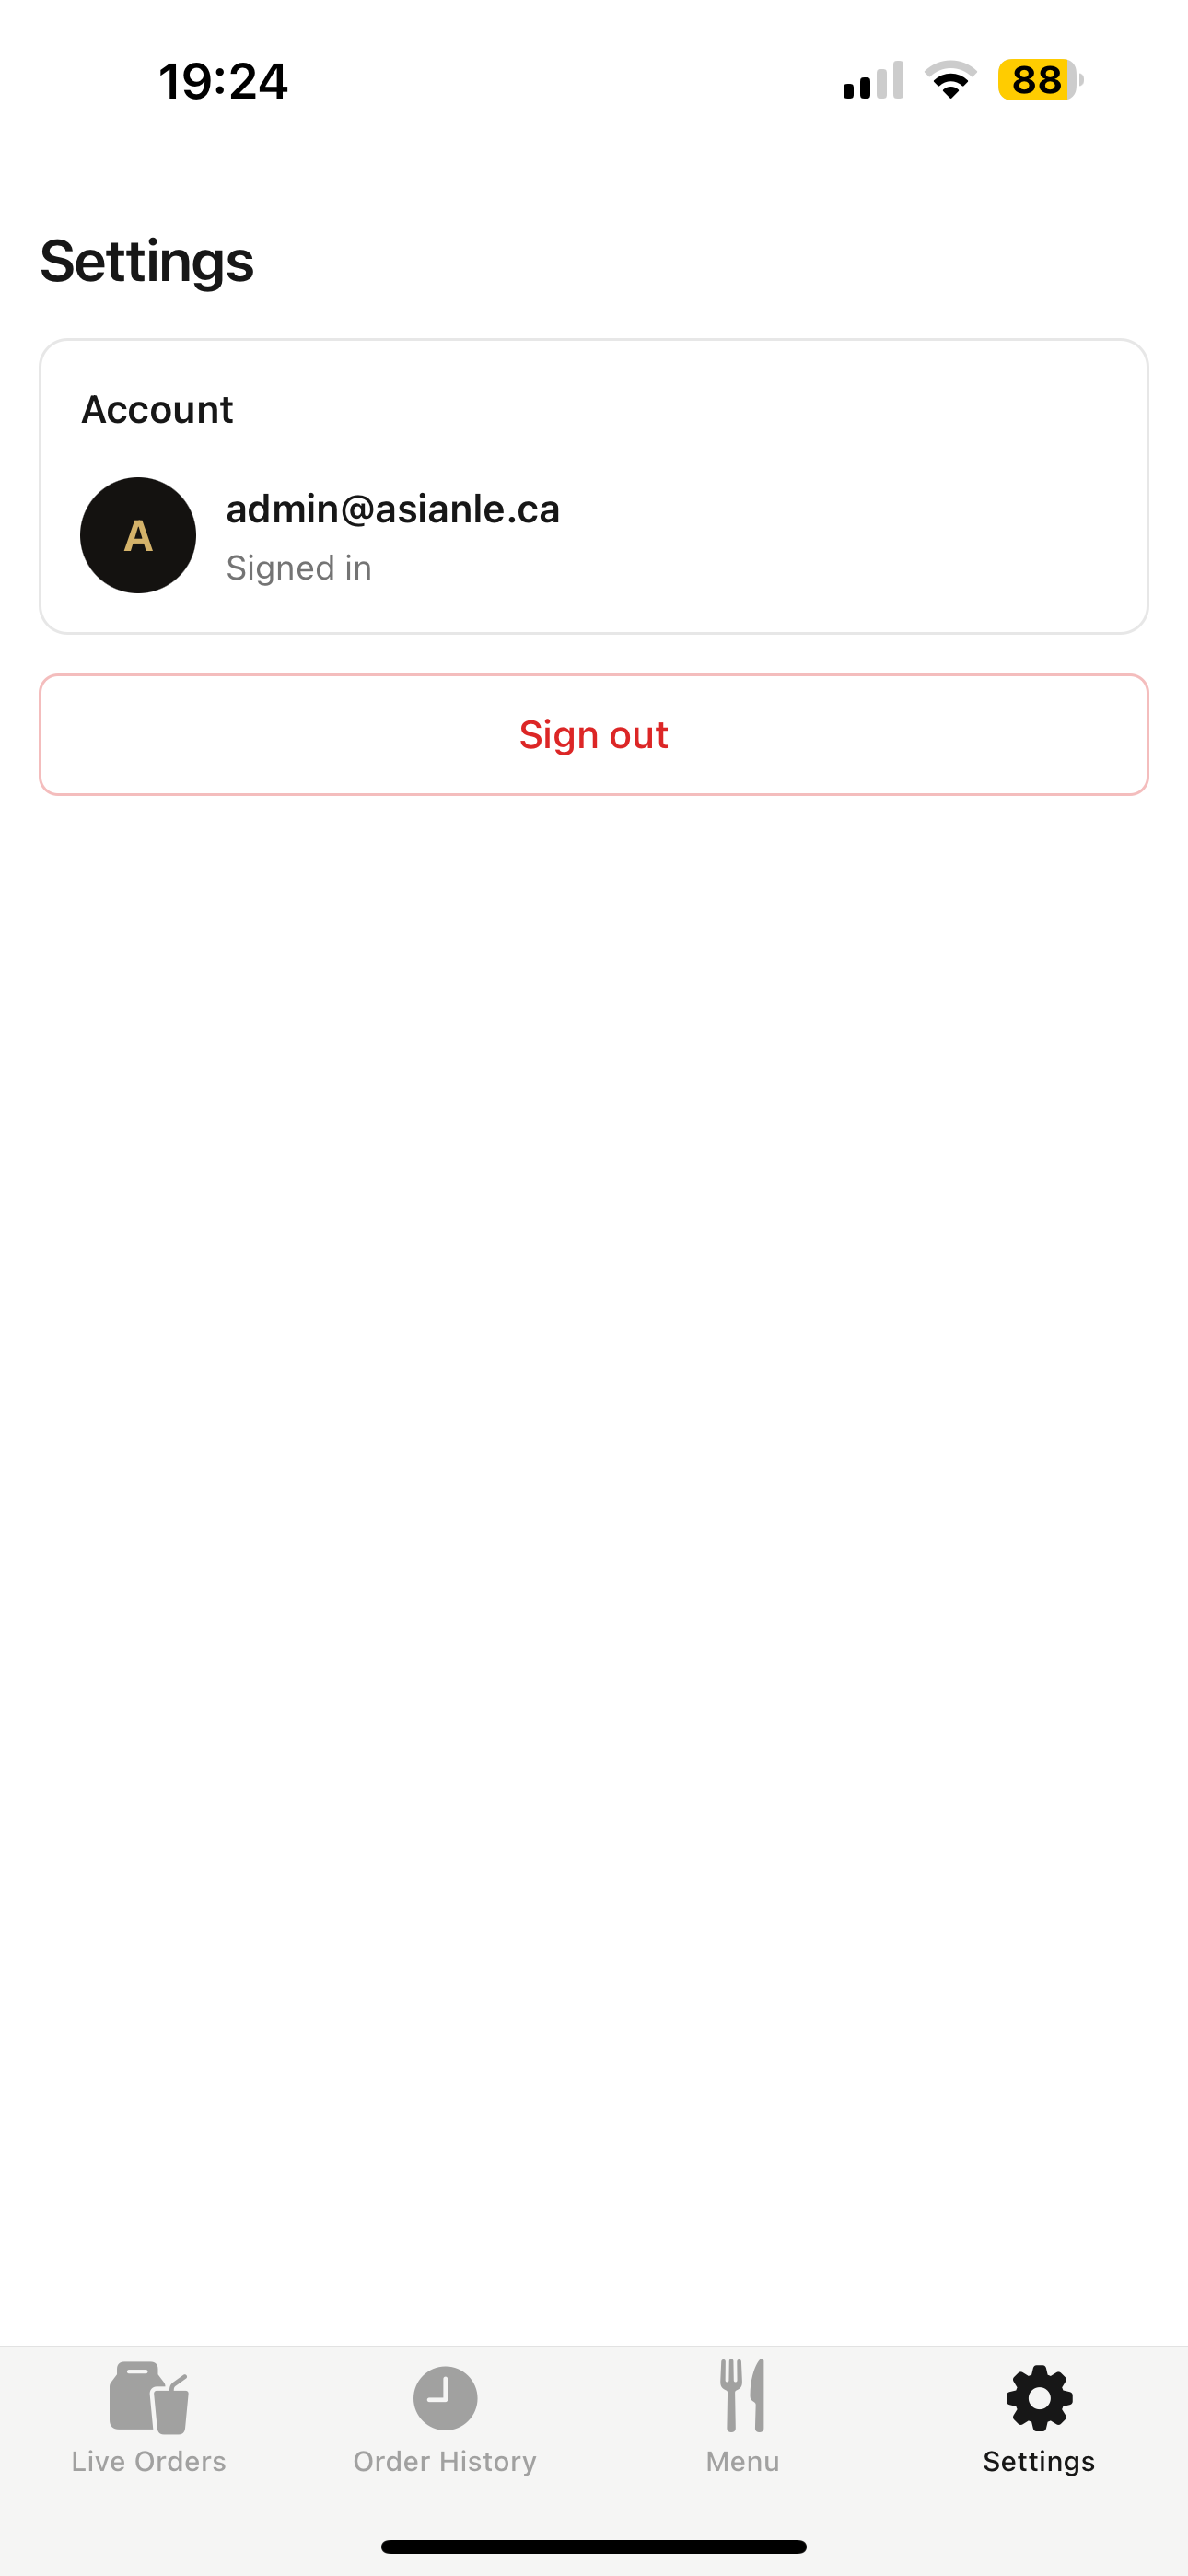 19:24
88
Settings
Account
A
admin@asianle.ca
Signed in
Sign out
Live Orders
Order History
Menu
Settings